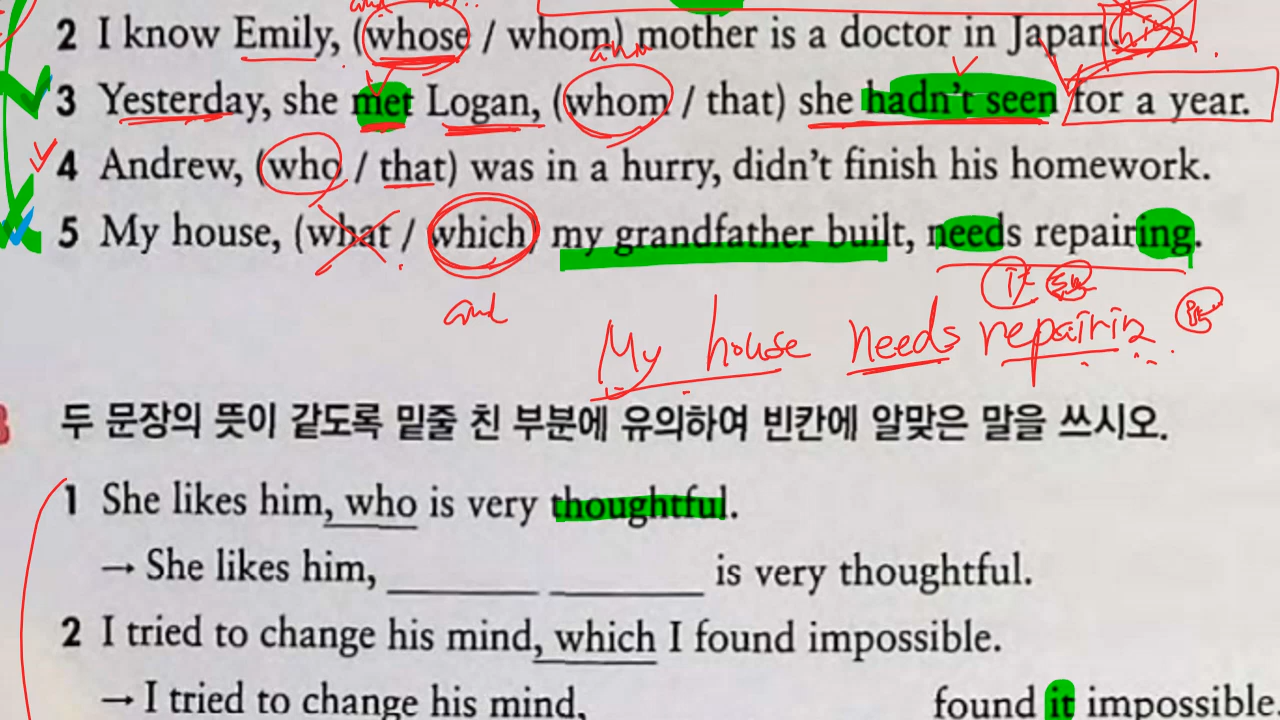 2 I know Emily, (whose / whom) mother is a doctor in Japan.
3 Yesterday, she met Logan, (whom / that) she hadn't seen for a year.
4 Andrew, (who / that) was in a hurry, didn't finish his homework.
5 My house, (what / which) my grandfather built, needs repairing.
and
My house needs repairing
두 문장의 뜻이 같도록 밑줄 친 부분에 유의하여 빈칸에 알맞은 말을 쓰시오.
1 She likes him, who is very thoughtful.
→ She likes him, ________ ________ is very thoughtful.
2 I tried to change his mind, which I found impossible.
→ I tried to change his mind, found it impossible.